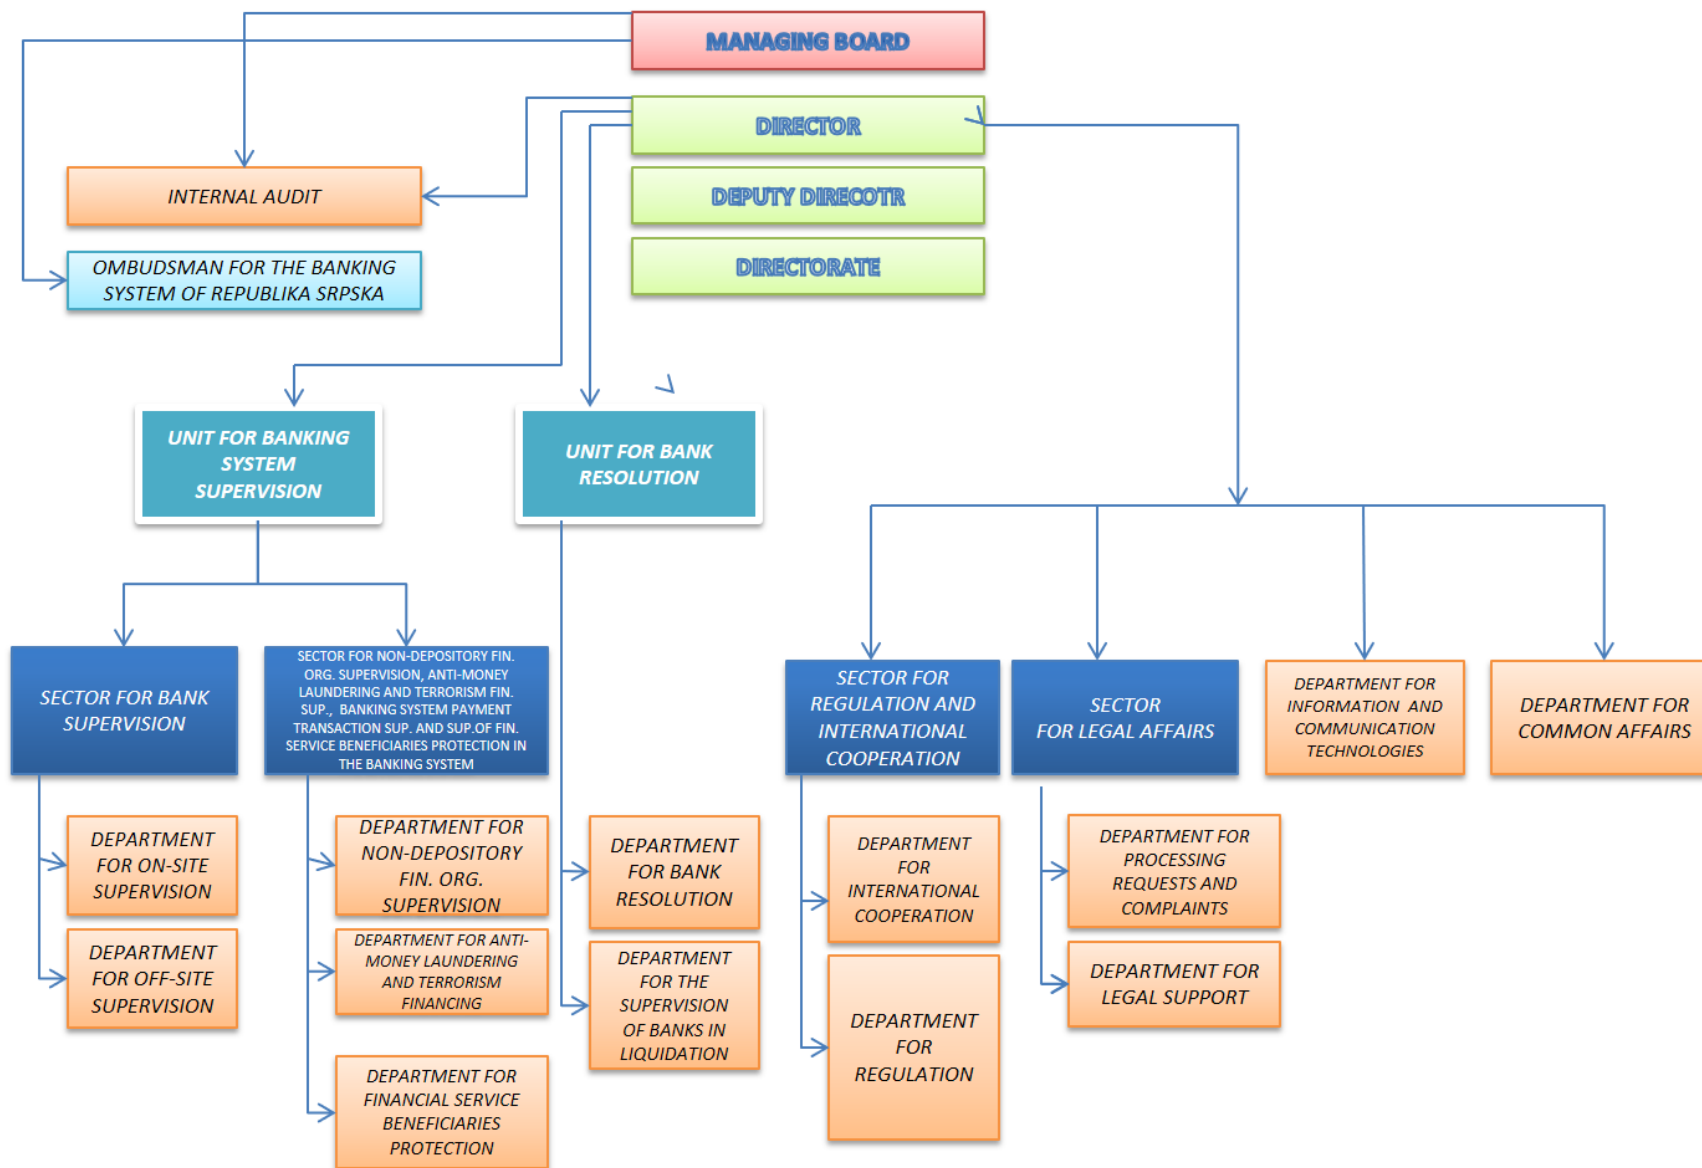 MANAGING BOARD
DIRECTOR
INTERNAL AUDIT
DEPUTY DIRECOTR
OMBUDSMAN FOR THE BANKING
SYSTEM OF REPUBLIKA SRPSKA
DIRECTORATE
UNIT FOR BANKING
SYSTEM
SUPERVISION
UNIT FOR BANK
RESOLUTION
SECTOR FOR BANK
SUPERVISION
SECTOR FOR NON-DEPOSITORY FIN.
ORG. SUPERVISION, ANTI-MONEY
LAUNDERING AND TERRORISM FIN.
SUP., BANKING SYSTEM PAYMENT
TRANSACTION SUP. AND SUP.OF FIN.
SERVICE BENEFICIARIES PROTECTION IN
THE BANKING SYSTEM
SECTOR FOR
REGULATION AND
INTERNATIONAL
COOPERATION
SECTOR
FOR LEGAL AFFAIRS
DEPARTMENT FOR
INFORMATION AND
COMMUNICATION
TECHNOLOGIES
DEPARTMENT FOR
COMMON AFFAIRS
DEPARTMENT
FOR ON-SITE
SUPERVISION
DEPARTMENT FOR
NON-DEPOSITORY
FIN. ORG.
SUPERVISION
DEPARTMENT
FOR BANK
RESOLUTION
DEPARTMENT
FOR
INTERNATIONAL
COOPERATION
DEPARTMENT FOR
PROCESSING
REQUESTS AND
COMPLAINTS
DEPARTMENT
FOR OFF-SITE
SUPERVISION
DEPARTMENT FOR ANTI-
MONEY LAUNDERING
AND TERRORISM
FINANCING
DEPARTMENT
FOR THE
SUPERVISION
OF BANKS IN
LIQUIDATION
DEPARTMENT
FOR
REGULATION
DEPARTMENT FOR
LEGAL SUPPORT
DEPARTMENT FOR
FINANCIAL SERVICE
BENEFICIARIES
PROTECTION